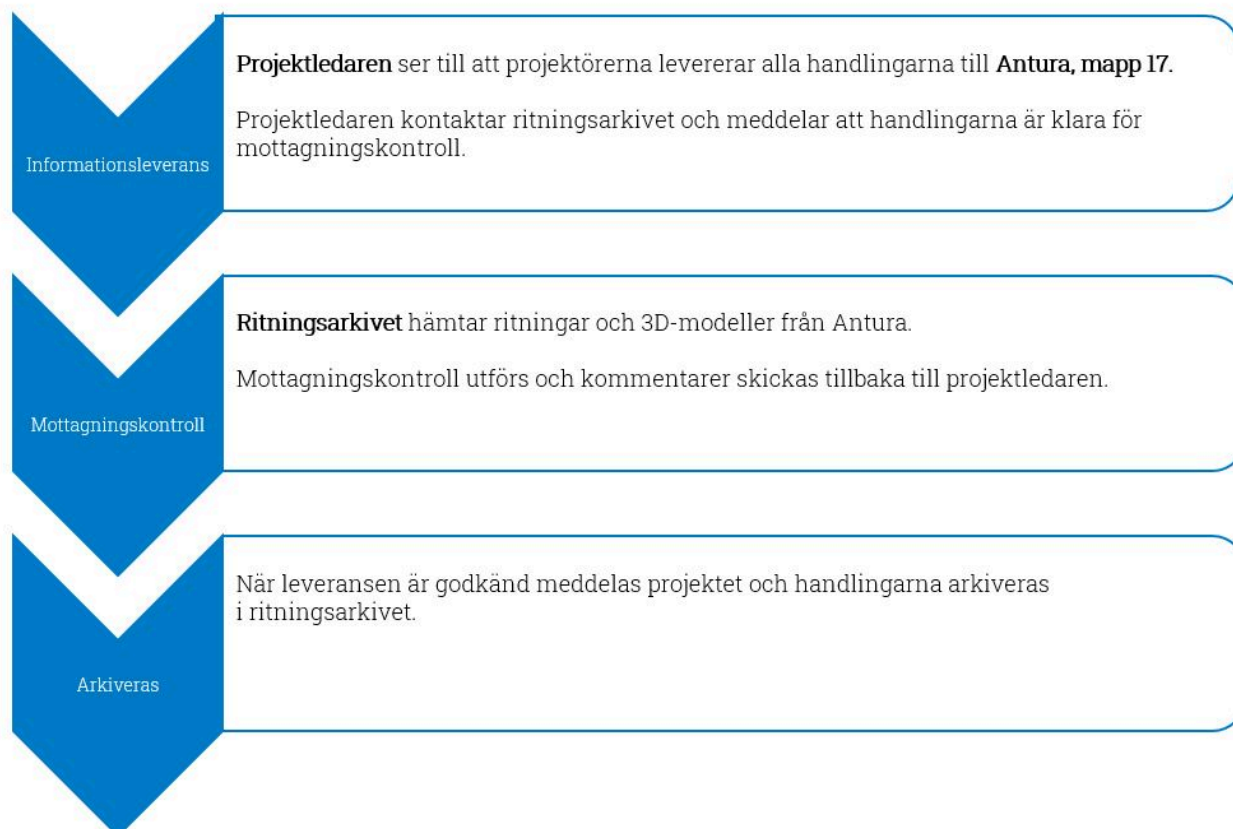 Projektledaren ser till att projektörerna levererar alla handlingarna till Antura, mapp 17.
Projektledaren kontaktar ritningsarkivet och meddelar att handlingarna är klara för
mottagningskontroll.
Informationsleverans
Ritningsarkivet hämtar ritningar och 3D-modeller från Antura.
Mottagningskontroll utförs och kommentarer skickas tillbaka till projektledaren.
Mottagningskontroll
När leveransen är godkänd meddelas projektet och handlingarna arkiveras
i ritningsarkivet.
Arkiveras